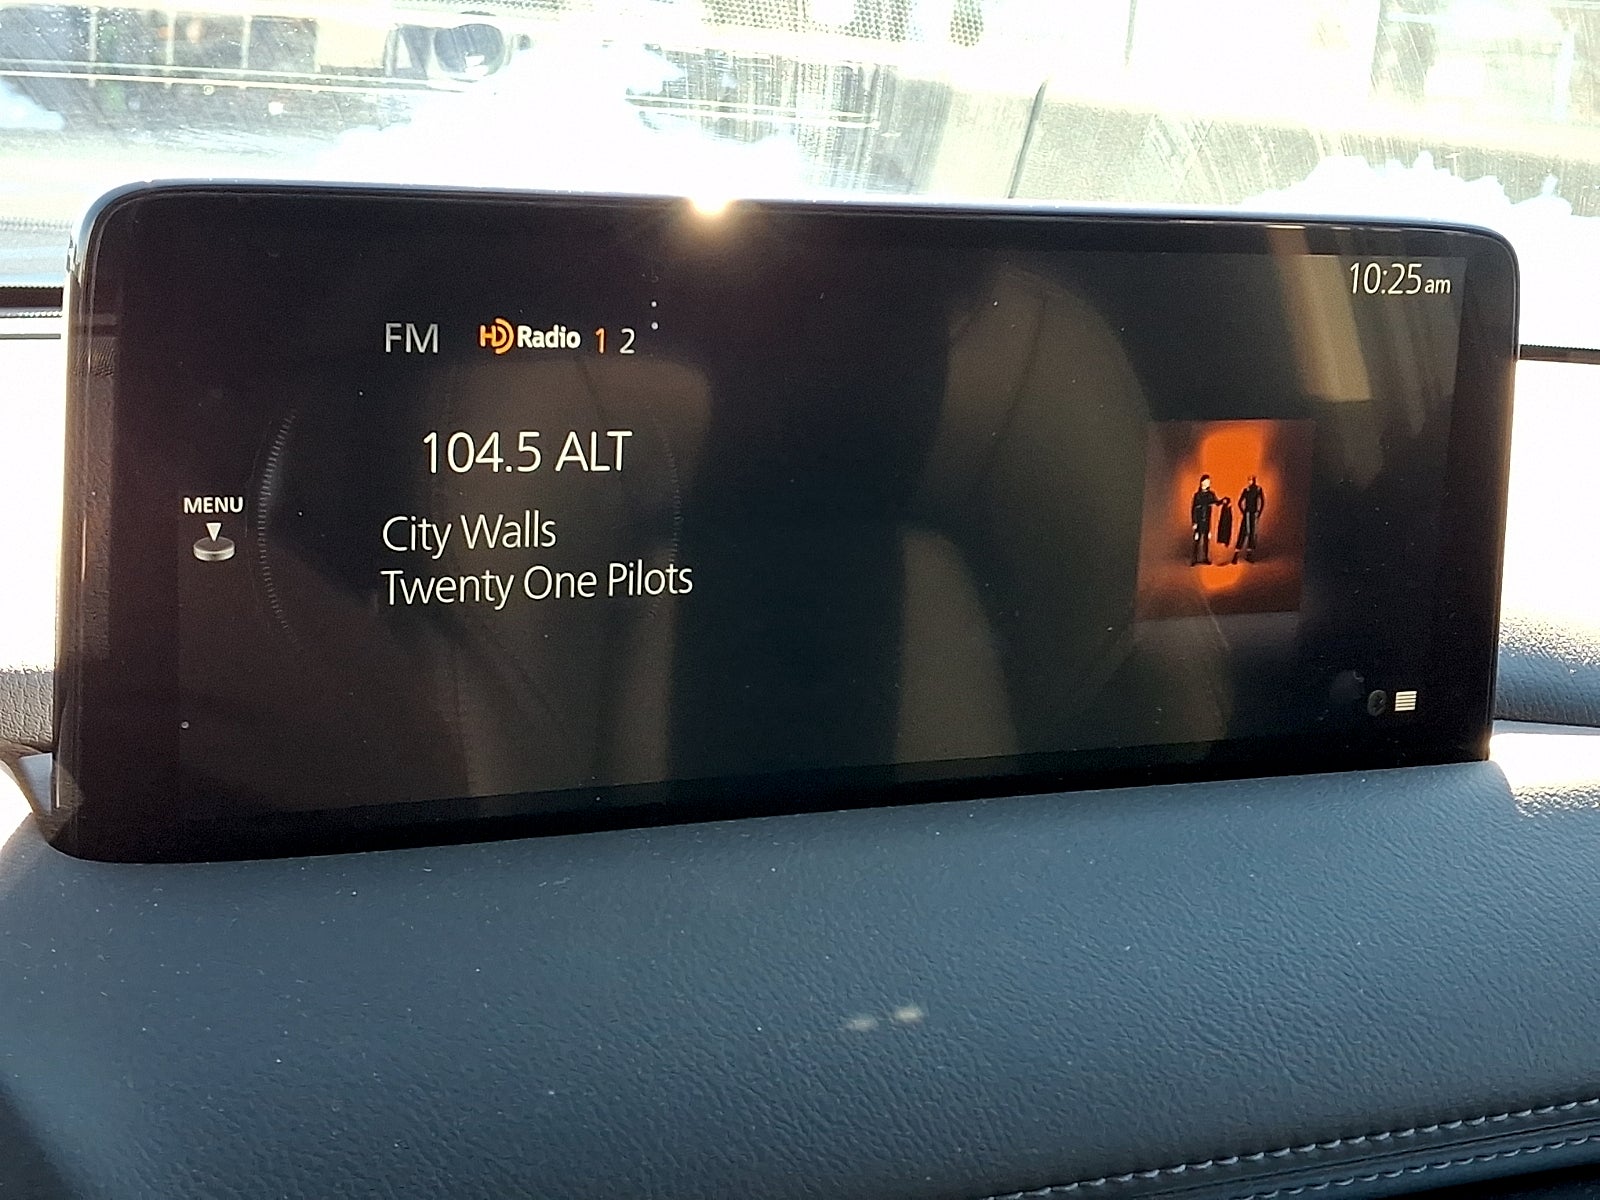 10:25am
FM HD Radio 1 2
104.5 ALT
MENU
City Walls
Twenty One Pilots